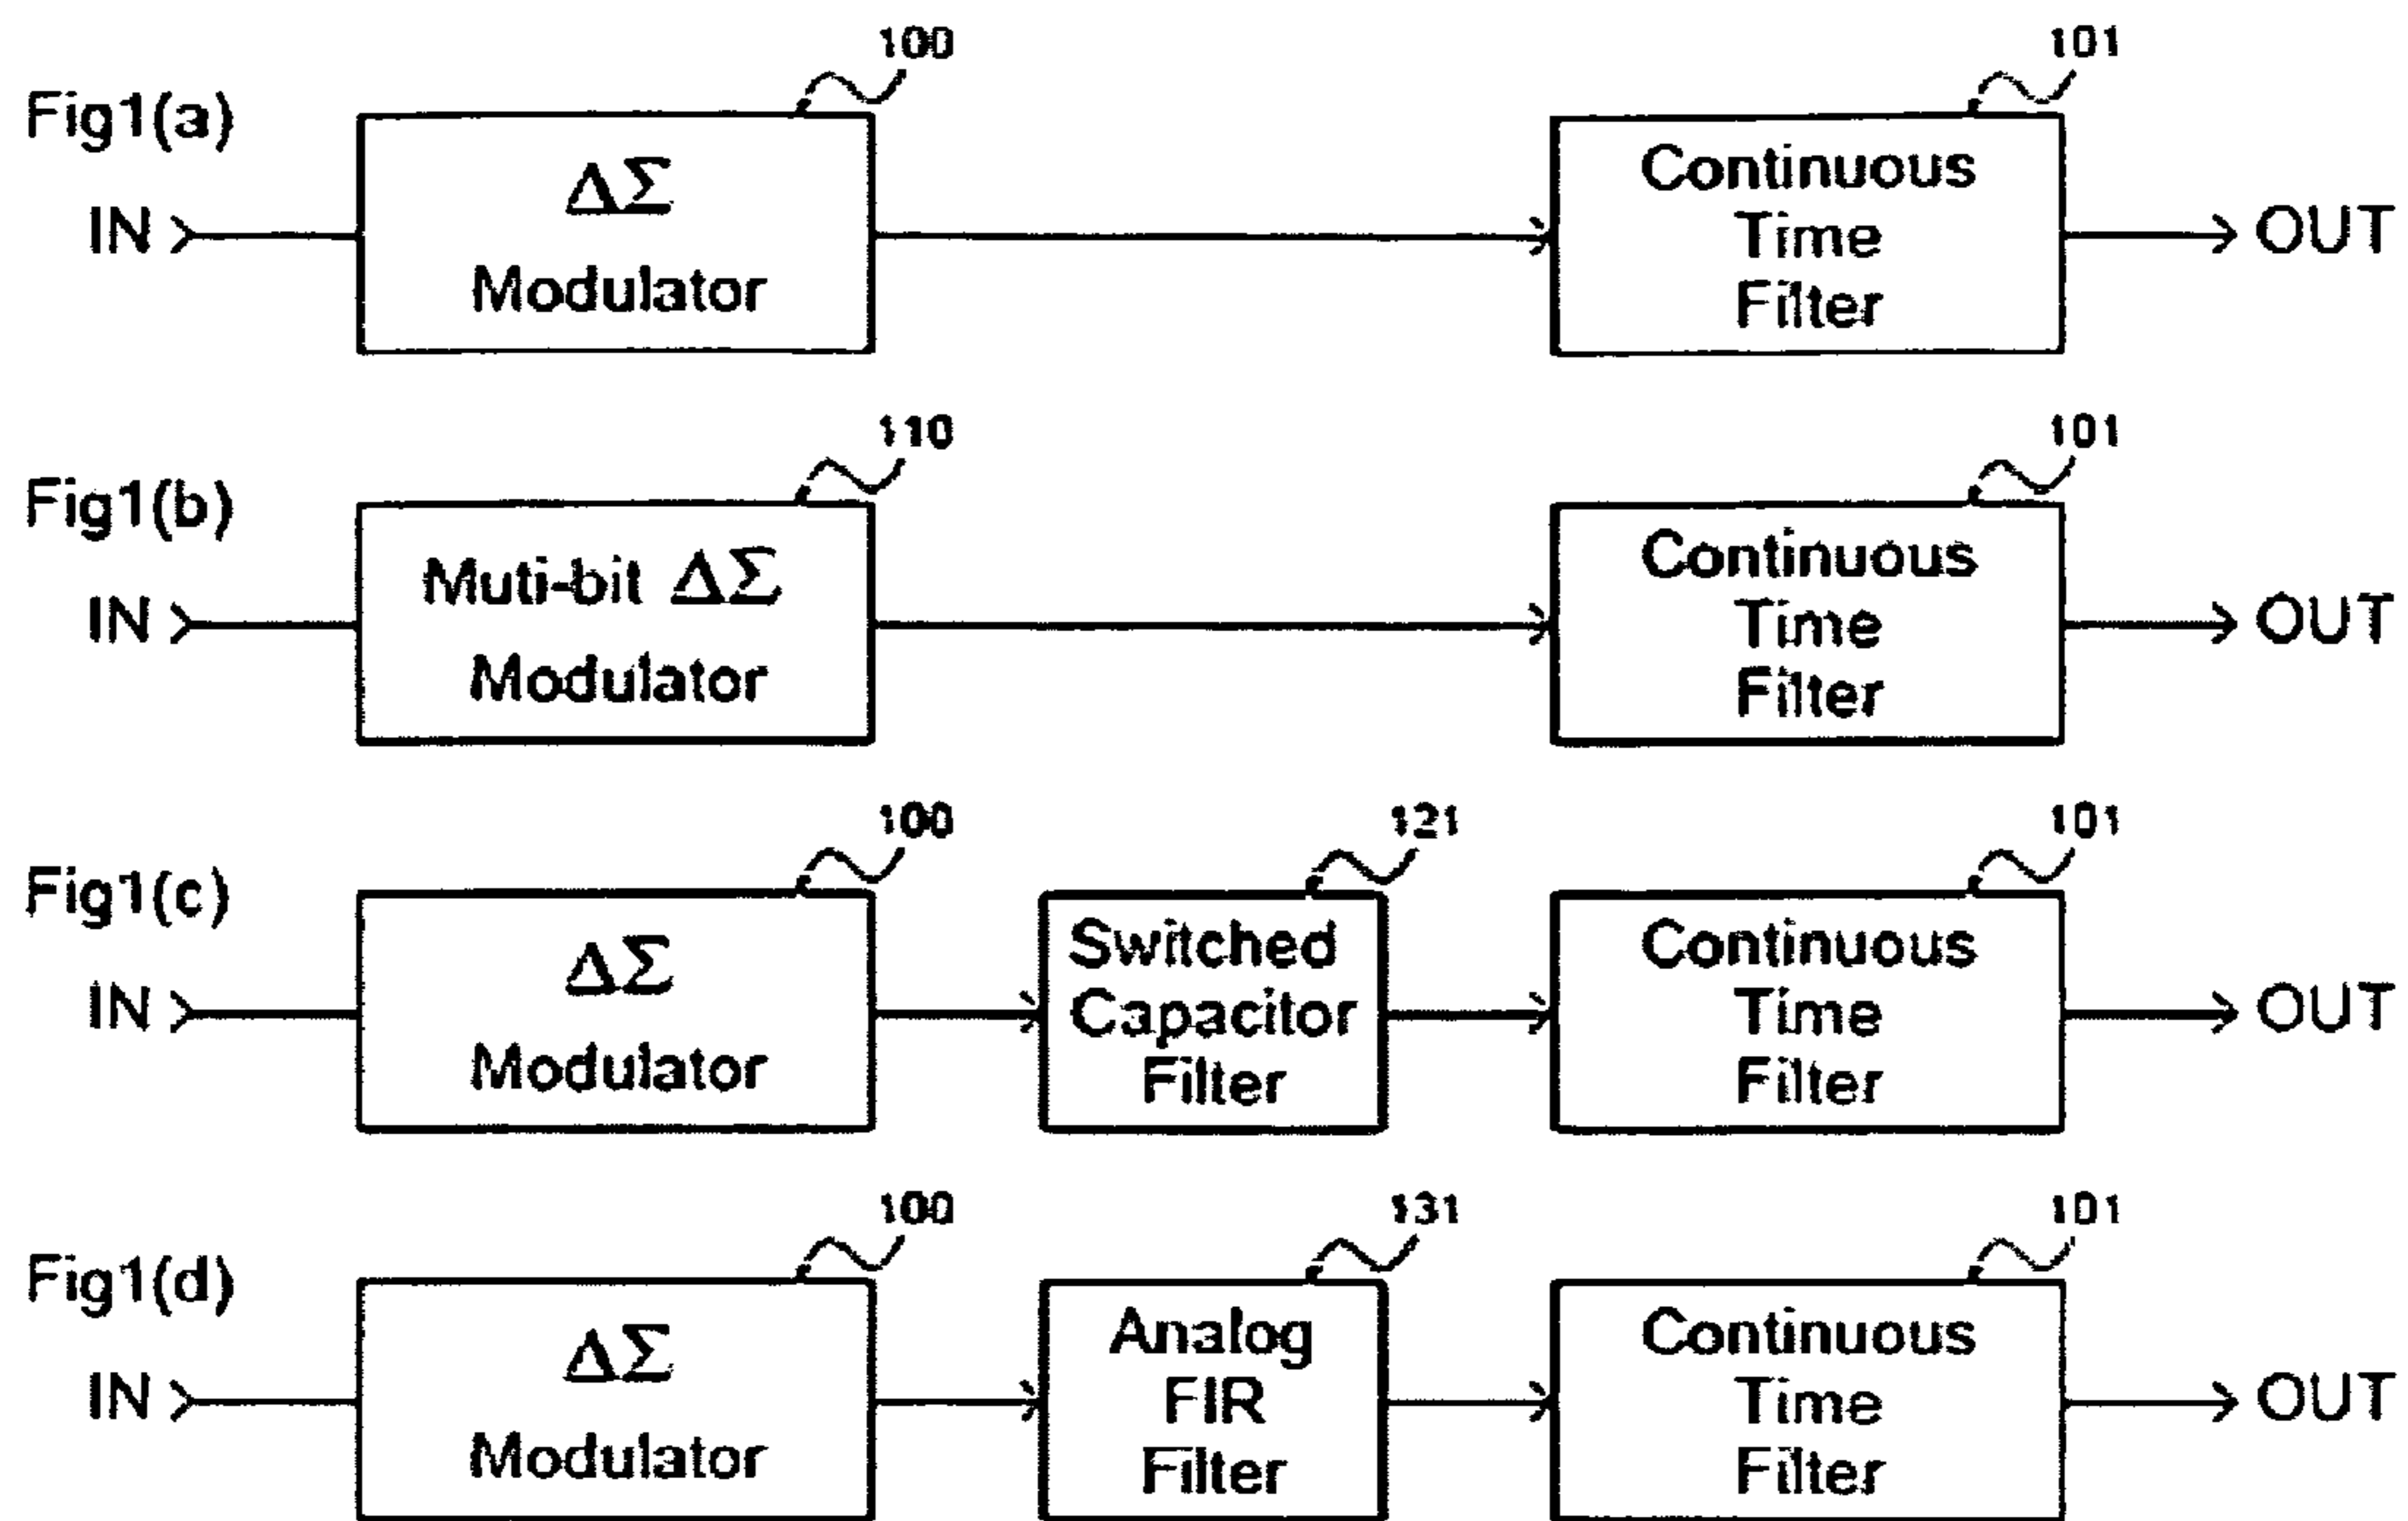 100
101
Fig1(a)
ΔΣ
Modulator
Continuous
Time
Filter
IN
OUT
110
101
Fig1(b)
Muti-bit ΔΣ
Modulator
Continuous
Time
Filter
IN
OUT
100
121
101
Fig1(c)
ΔΣ
Modulator
Switched
Capacitor
Filter
Continuous
Time
Filter
IN
OUT
100
131
101
Fig1(d)
ΔΣ
Modulator
Analog
FIR
Filter
Continuous
Time
Filter
IN
OUT